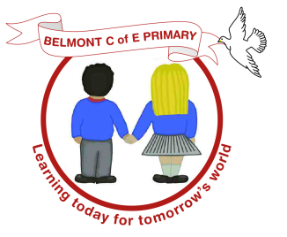 BELMONT C of E PRIMARY
Learning today for tomorrow's world